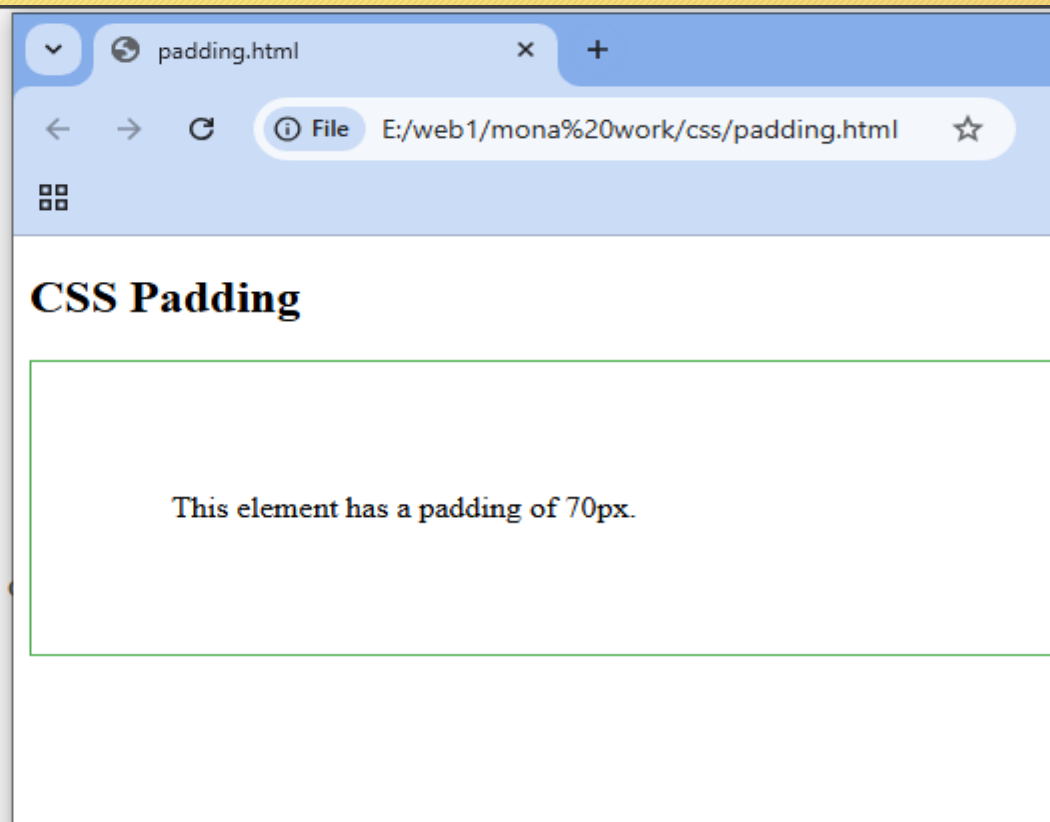 padding.html
File E:/web1/mona%20work/css/padding.html
CSS Padding
This element has a padding of 70px.